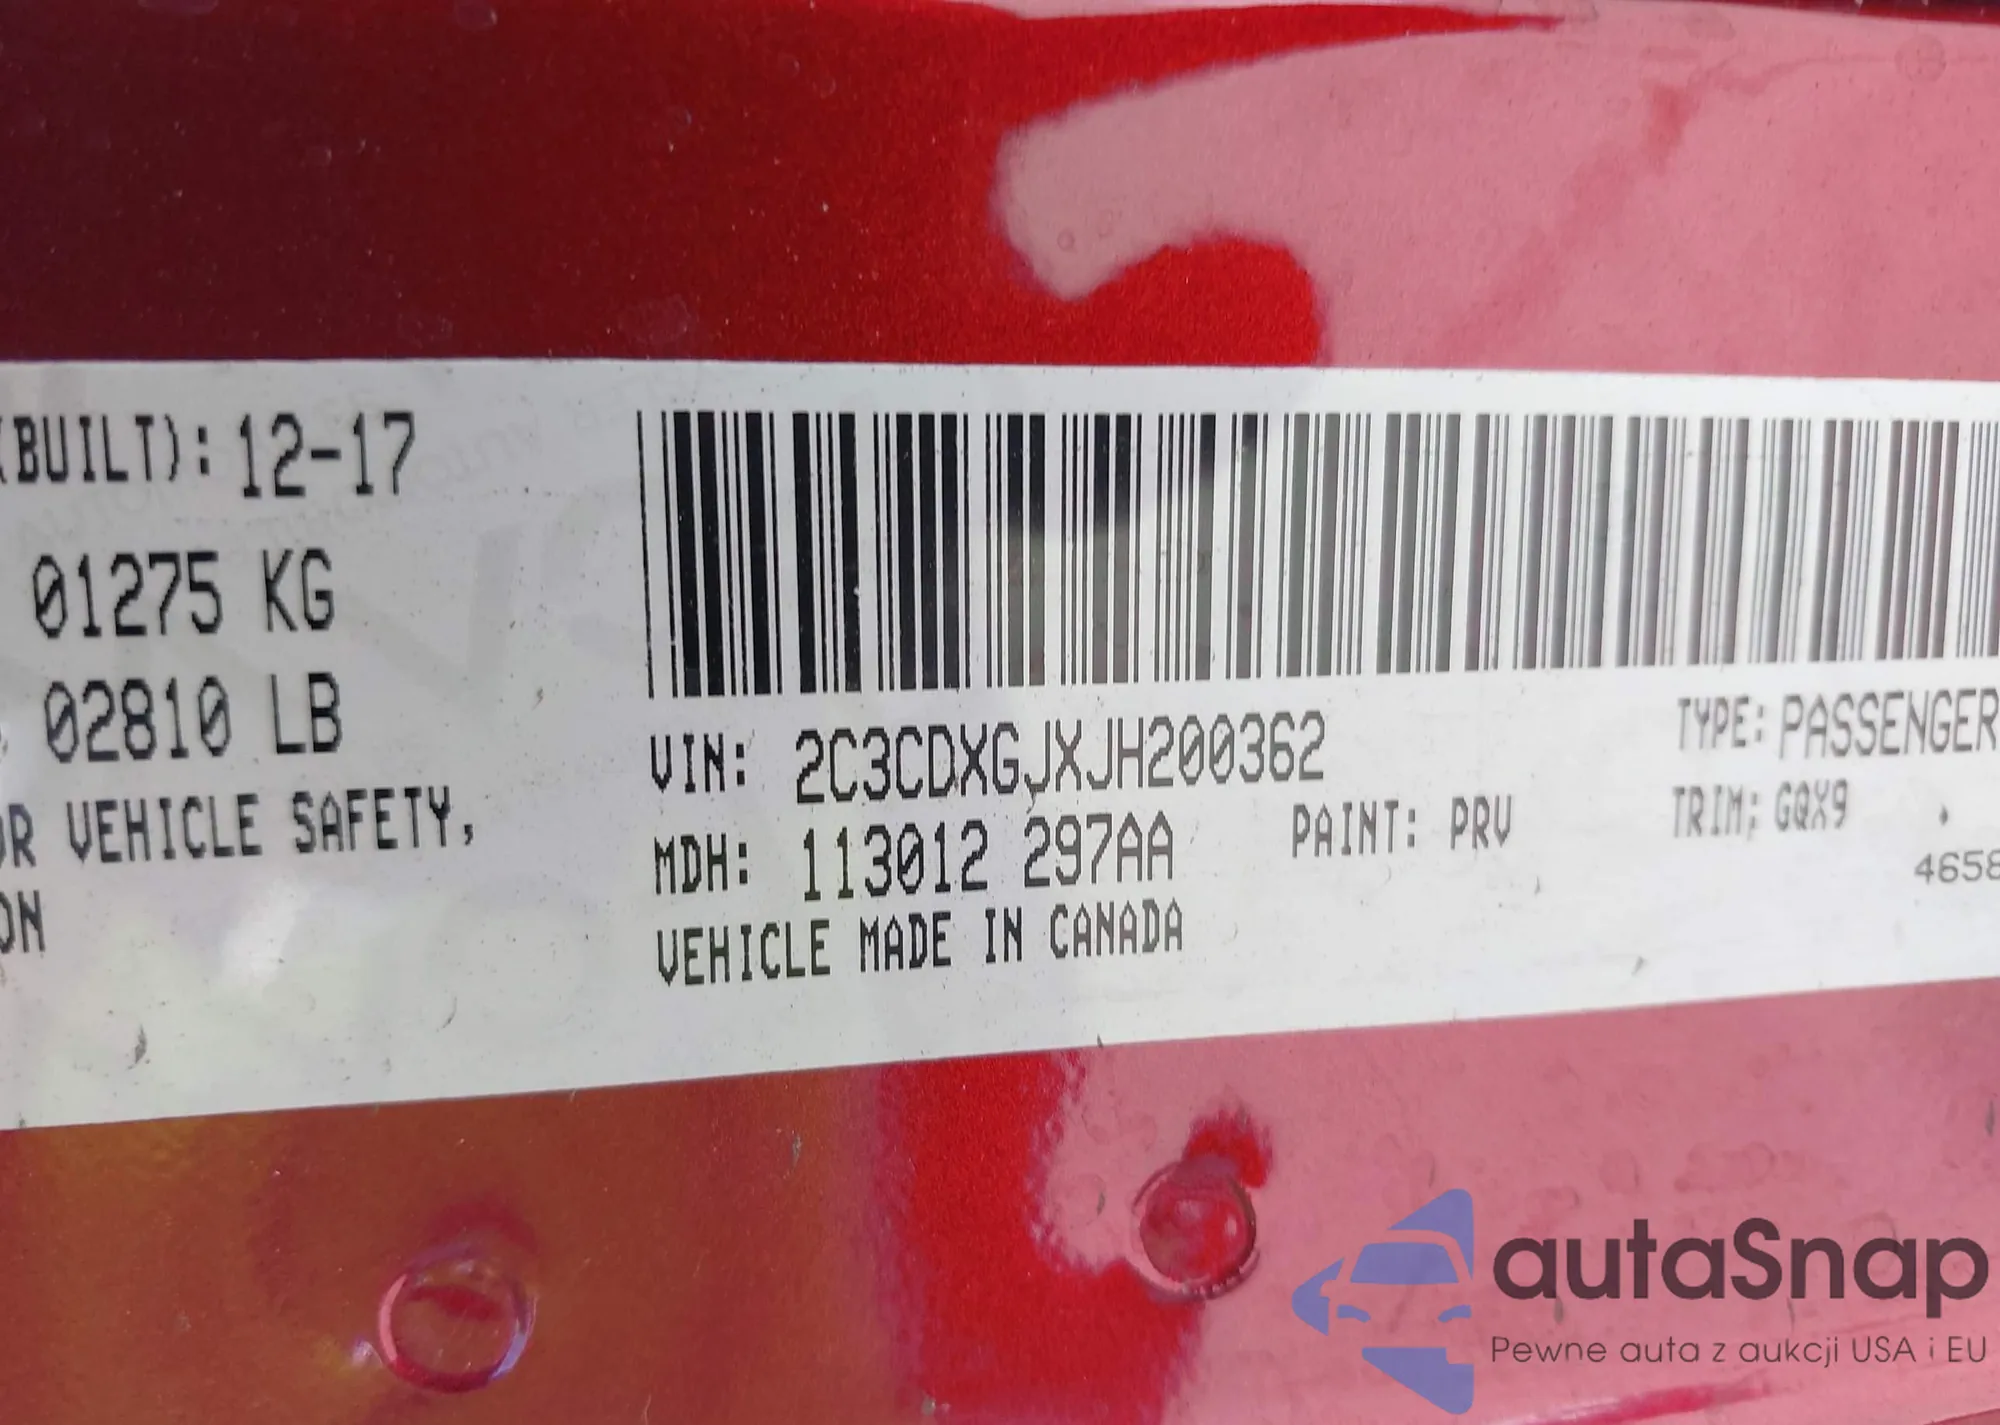 (BUILT): 12-17
01275 KG
02810 LB
OR VEHICLE SAFETY,
ON
VIN: 2C3CDXGJXJH200362
TYPE: PASSENGER
MDH: 113012 297AA
PAINT: PRV
TRIM: GQX9
VEHICLE MADE IN CANADA
4658
autaSnap
Pewne auta z aukcji USA i EU